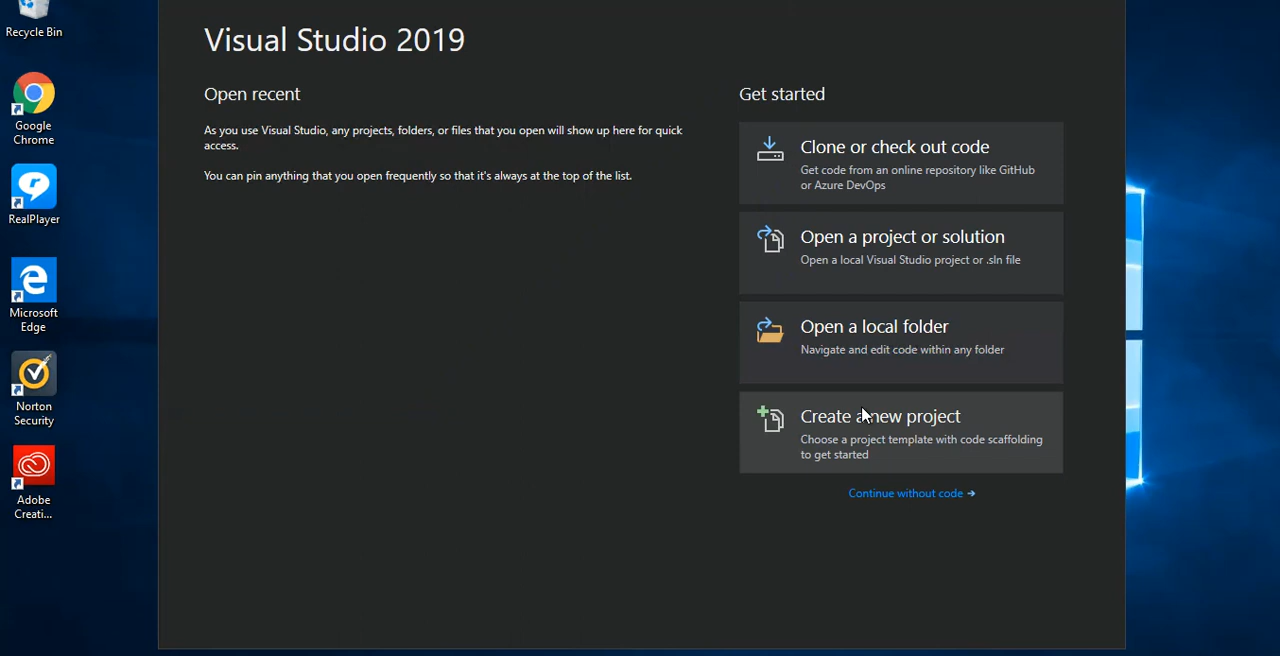 Recycle Bin
Google
Chrome
RealPlayer
Microsoft
Edge
Norton
Security
Adobe
Creati...
Visual Studio 2019
Open recent
As you use Visual Studio, any projects, folders, or files that you open will show up here for quick
access.
You can pin anything that you open frequently so that it's always at the top of the list.
Get started
Clone or check out code
Get code from an online repository like GitHub
or Azure DevOps
Open a project or solution
Open a local Visual Studio project or .sln file
Open a local folder
Navigate and edit code within any folder
Create a new project
Choose a project template with code scaffolding
to get started
Continue without code →